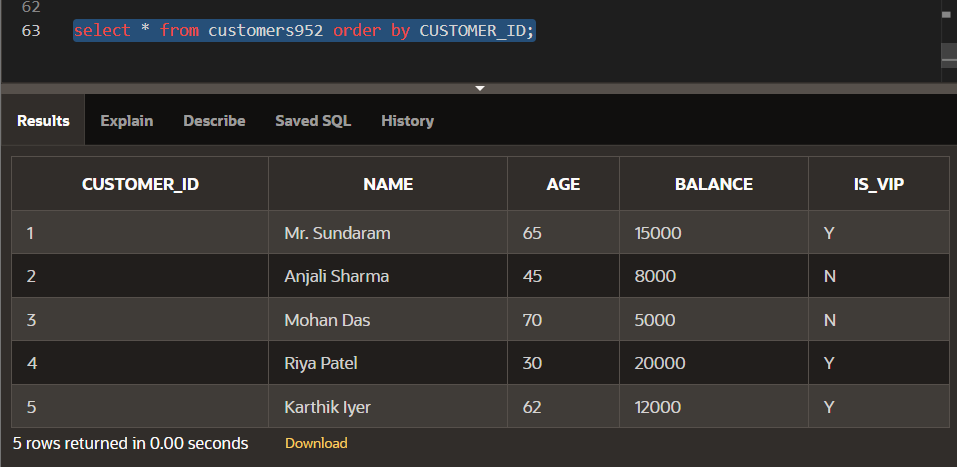 62
63 select * from customers952 order by CUSTOMER_ID;
Results Explain Describe Saved SQL History
CUSTOMER_ID NAME AGE BALANCE IS_VIP
1 Mr. Sundaram 65 15000 Y
2 Anjali Sharma 45 8000 N
3 Mohan Das 70 5000 N
4 Riya Patel 30 20000 Y
5 Karthik Iyer 62 12000 Y
5 rows returned in 0.00 seconds Download